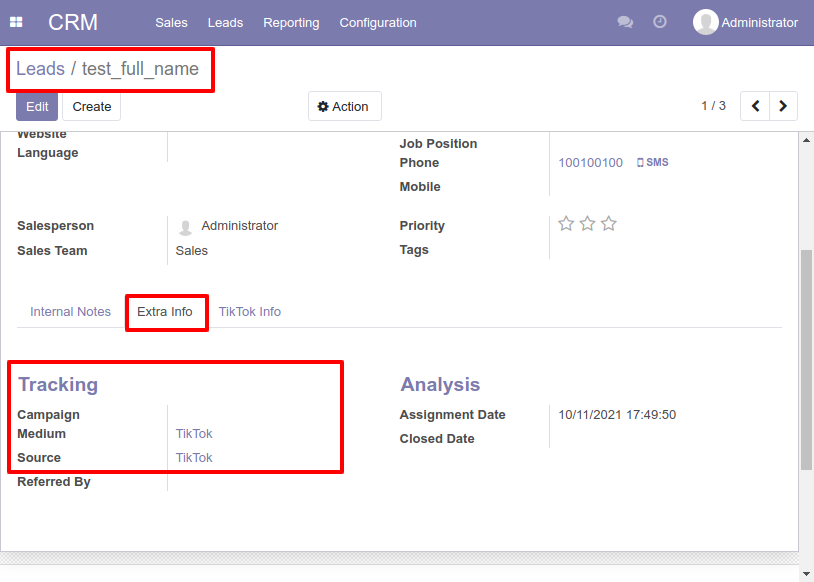 CRM Sales Leads Reporting Configuration Administrator
Leads / test_full_name
Edit Create Action 1 / 3
Website
Language
Job Position
Phone 100100100 SMS
Mobile
Salesperson Administrator
Sales Team Sales
Priority
Tags
Internal Notes Extra Info TikTok Info
Tracking
Campaign
Medium TikTok
Source TikTok
Referred By
Analysis
Assignment Date 10/11/2021 17:49:50
Closed Date